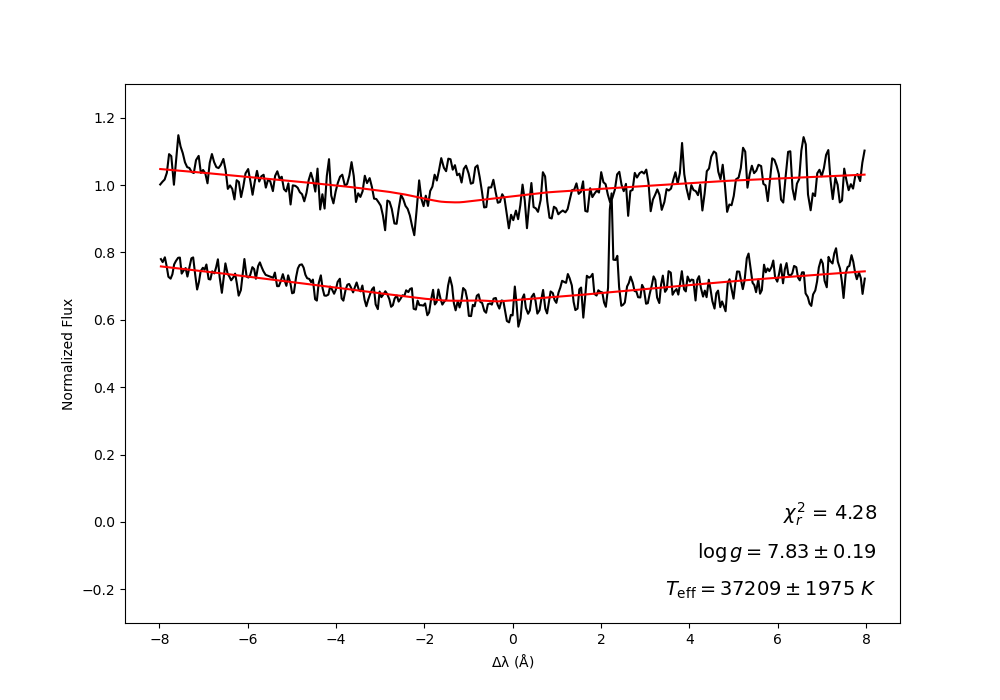 1.2
1.0
0.8
0.6
0.4
0.2
0.0
−0.2
Normalized Flux
χ²ᵣ = 4.28
log g = 7.83 ± 0.19
T_eff = 37209 ± 1975 K
−8 −6 −4 −2 0 2 4 6 8
Δλ (Å)